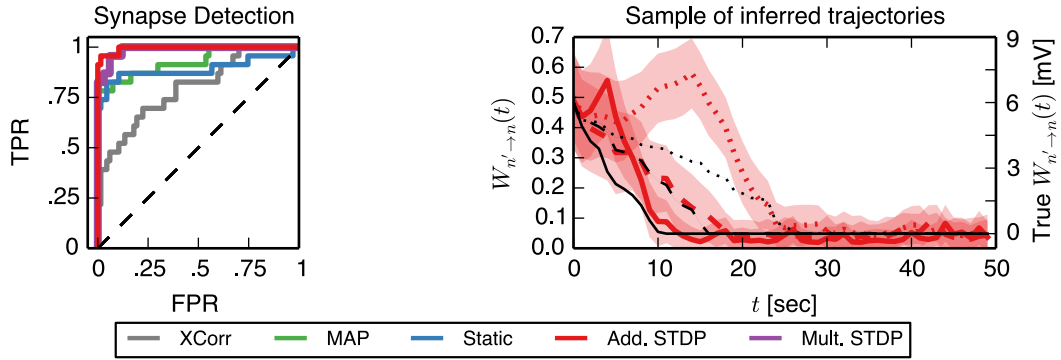 Synapse Detection
1
.75
.5
.25
0
TPR
0 .25 .5 .75 1
FPR
Sample of inferred trajectories
0.7
0.6
0.5
0.4
0.3
0.2
0.1
0.0
W_{n'→n}(t)
0 10 20 30 40 50
t [sec]
9
6
3
0
True W_{n'→n}(t) [mV]
XCorr MAP Static Add. STDP Mult. STDP